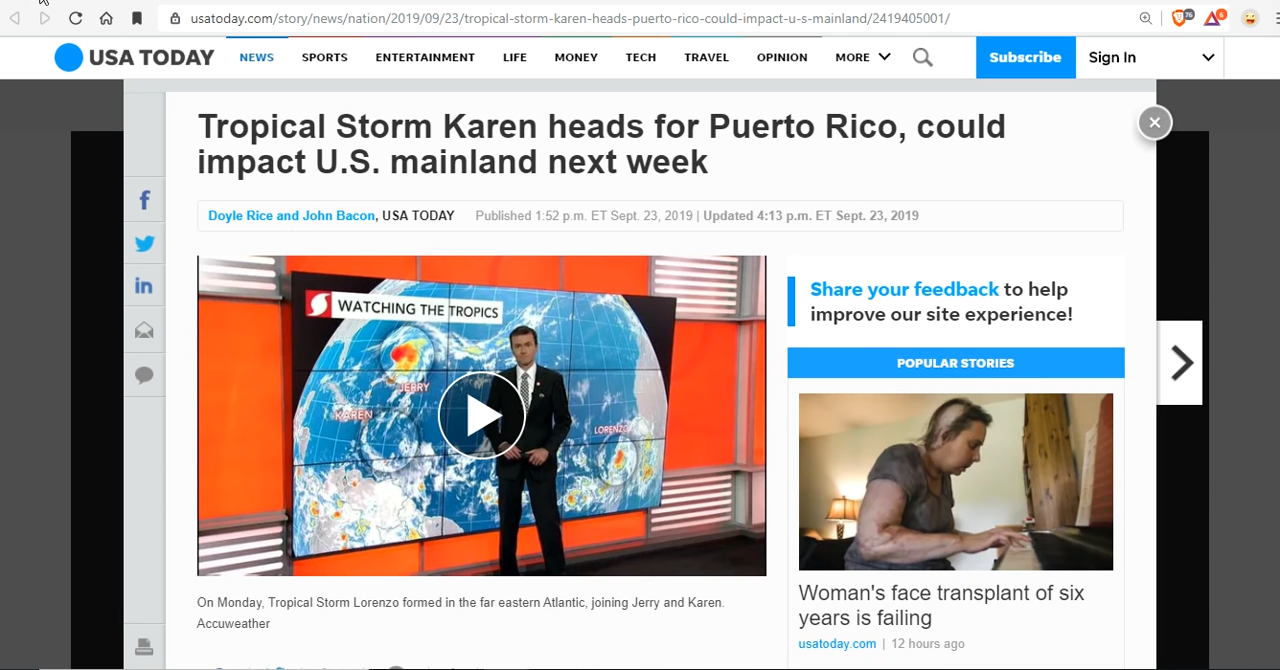 usatoday.com/story/news/nation/2019/09/23/tropical-storm-karen-heads-puerto-rico-could-impact-u-s-mainland/2419405001/
76
6
USA TODAY
NEWS
SPORTS
ENTERTAINMENT
LIFE
MONEY
TECH
TRAVEL
OPINION
MORE
Subscribe
Sign In
Tropical Storm Karen heads for Puerto Rico, could
impact U.S. mainland next week
Doyle Rice and John Bacon, USA TODAY
Published 1:52 p.m. ET Sept. 23, 2019 | Updated 4:13 p.m. ET Sept. 23, 2019
f
in
WATCHING THE TROPICS
JERRY
KAREN
LORENZO
On Monday, Tropical Storm Lorenzo formed in the far eastern Atlantic, joining Jerry and Karen.
Accuweather
Share your feedback to help
improve our site experience!
POPULAR STORIES
Woman's face transplant of six
years is failing
usatoday.com | 12 hours ago